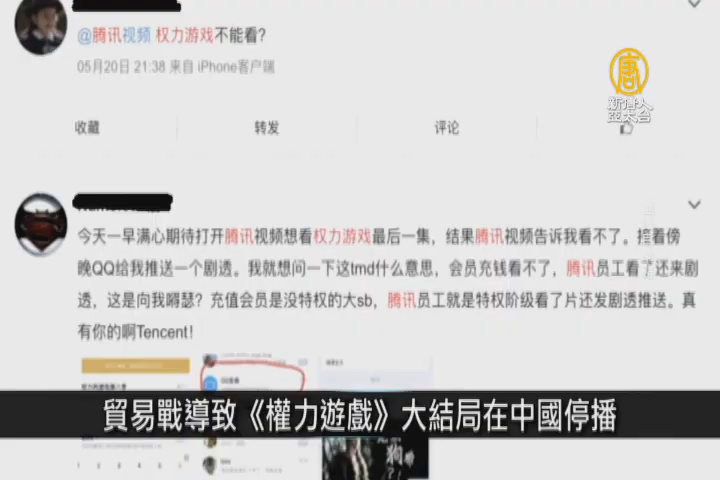 @腾讯视频 权力游戏不能看?
05月20日 21:38 来自 iPhone客户端
收藏 转发 评论
唐
新唐人
亞太台
今天一早满心期待打开腾讯视频想看权力游戏最后一集，结果腾讯视频告诉我看不了。挨着傍
晚QQ给我推送一个剧透。我就想问一下这tmd什么意思，会员充钱看不了，腾讯员工看了还来剧
透，这是向我嘚瑟？充值会员是没特权的大sb，腾讯员工就是特权阶级看了片还发剧透推送。真
有你的啊Tencent！
貿易戰導致《權力遊戲》大結局在中國停播